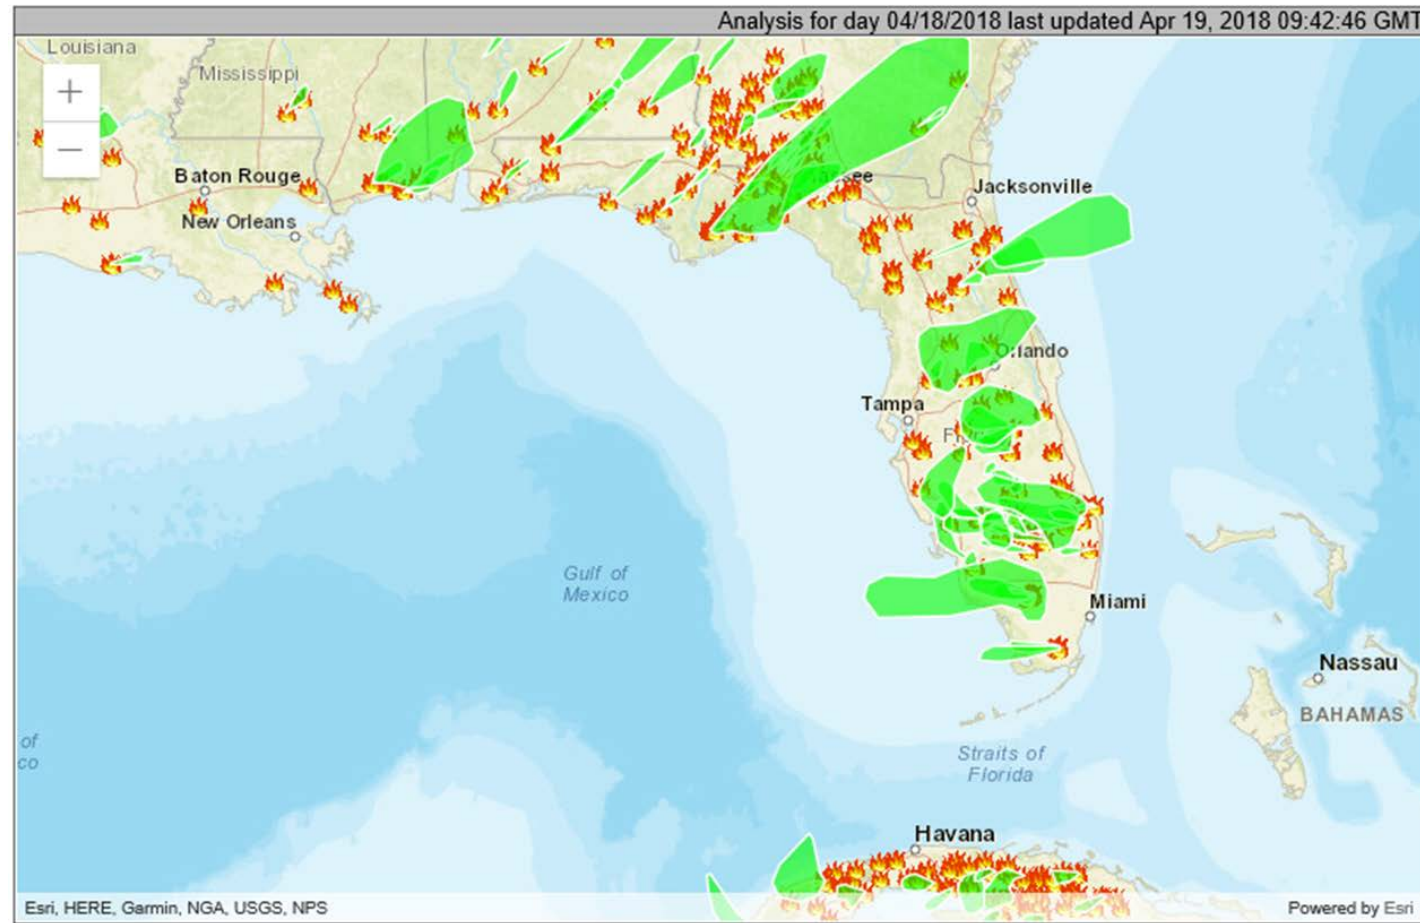 Analysis for day 04/18/2018 last updated Apr 19, 2018 09:42:46 GMT
Louisiana
Mississippi
+
−
Baton Rouge
Jacksonville
New Orleans
Orlando
Tampa
Gulf of
Mexico
Miami
Nassau
BAHAMAS
of
co
Straits of
Florida
Havana
Esri, HERE, Garmin, NGA, USGS, NPS
Powered by Esri